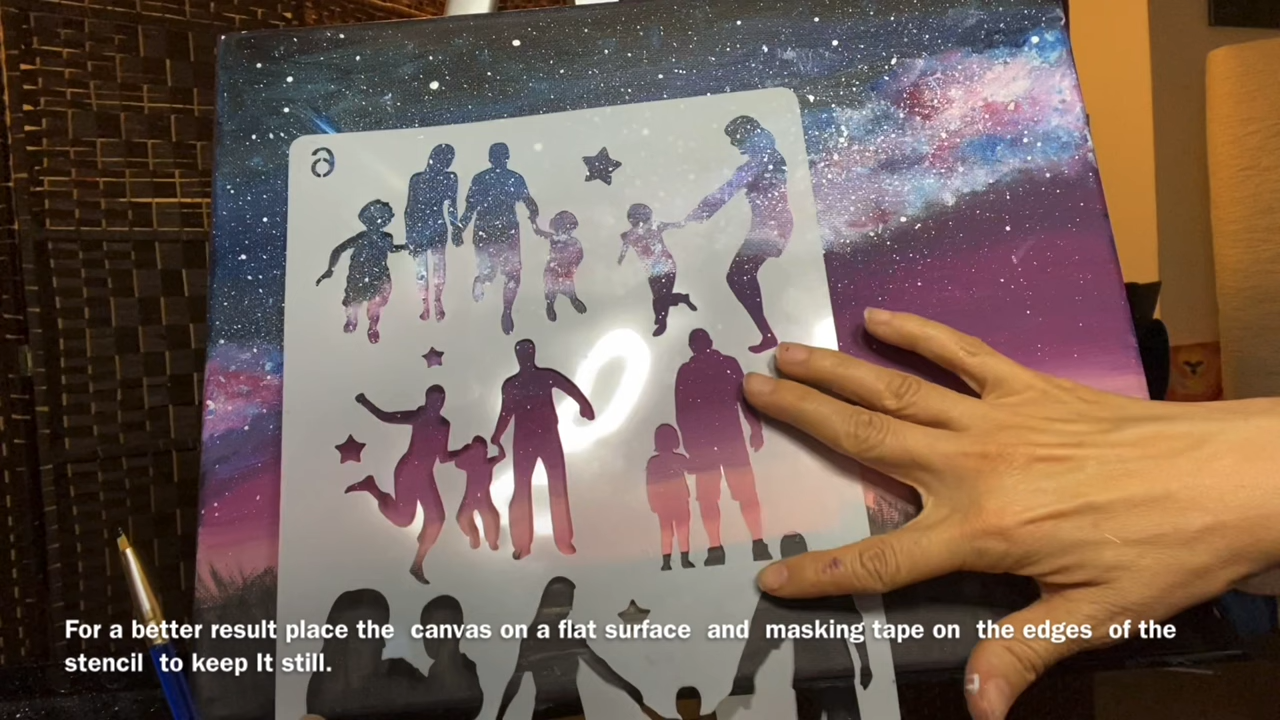 6
For a better result place the canvas on a flat surface and masking tape on the edges of the
stencil to keep It still.